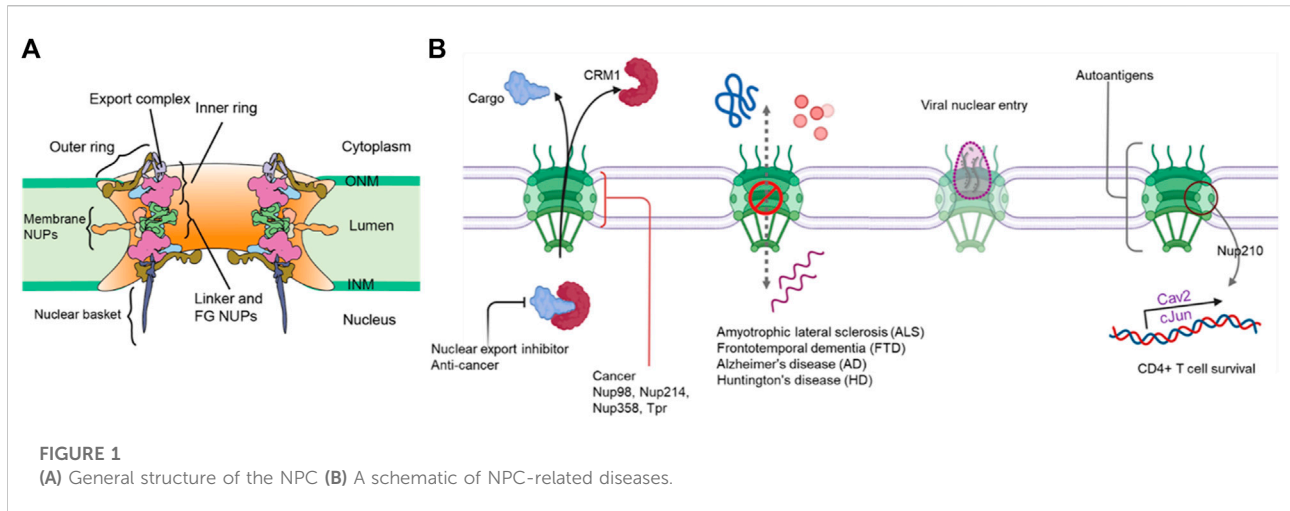 A
Export complex
Inner ring
Outer ring
Cytoplasm
ONM
Membrane
NUPs
Lumen
INM
Linker and
FG NUPs
Nuclear basket
Nucleus
B
CRM1
Cargo
Nuclear export inhibitor
Anti-cancer
Cancer
Nup98, Nup214,
Nup358, Tpr
Amyotrophic lateral sclerosis (ALS)
Frontotemporal dementia (FTD)
Alzheimer's disease (AD)
Huntington's disease (HD)
Viral nuclear entry
Autoantigens
Nup210
Cav2
cJun
CD4+ T cell survival
FIGURE 1
(A) General structure of the NPC (B) A schematic of NPC-related diseases.